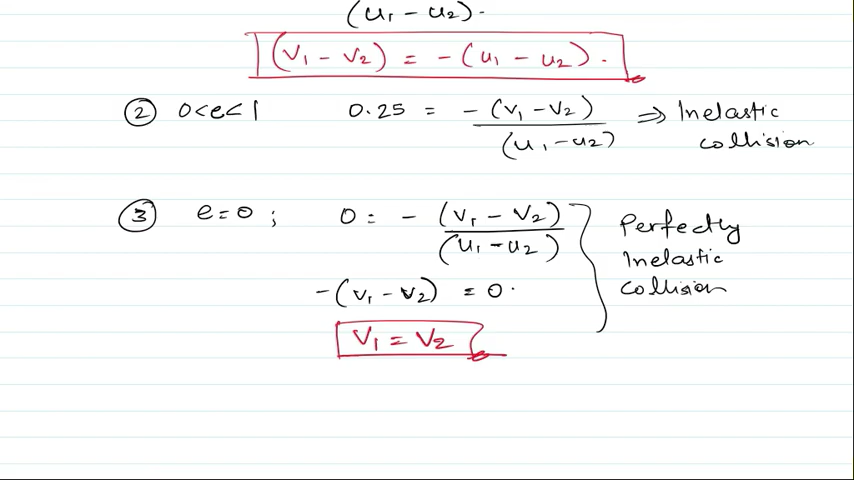 (u₁ − u₂).
(V₁ − V₂) = −(u₁ − u₂).
② 0<e<1 0.25 = −(v₁−v₂)/(u₁−u₂) ⇒ Inelastic
collision
③ e=0; 0 = −(v₁ − v₂)/(u₁ − u₂) Perfectly
Inelastic
−(v₁ − v₂) = 0. collision
V₁ = V₂